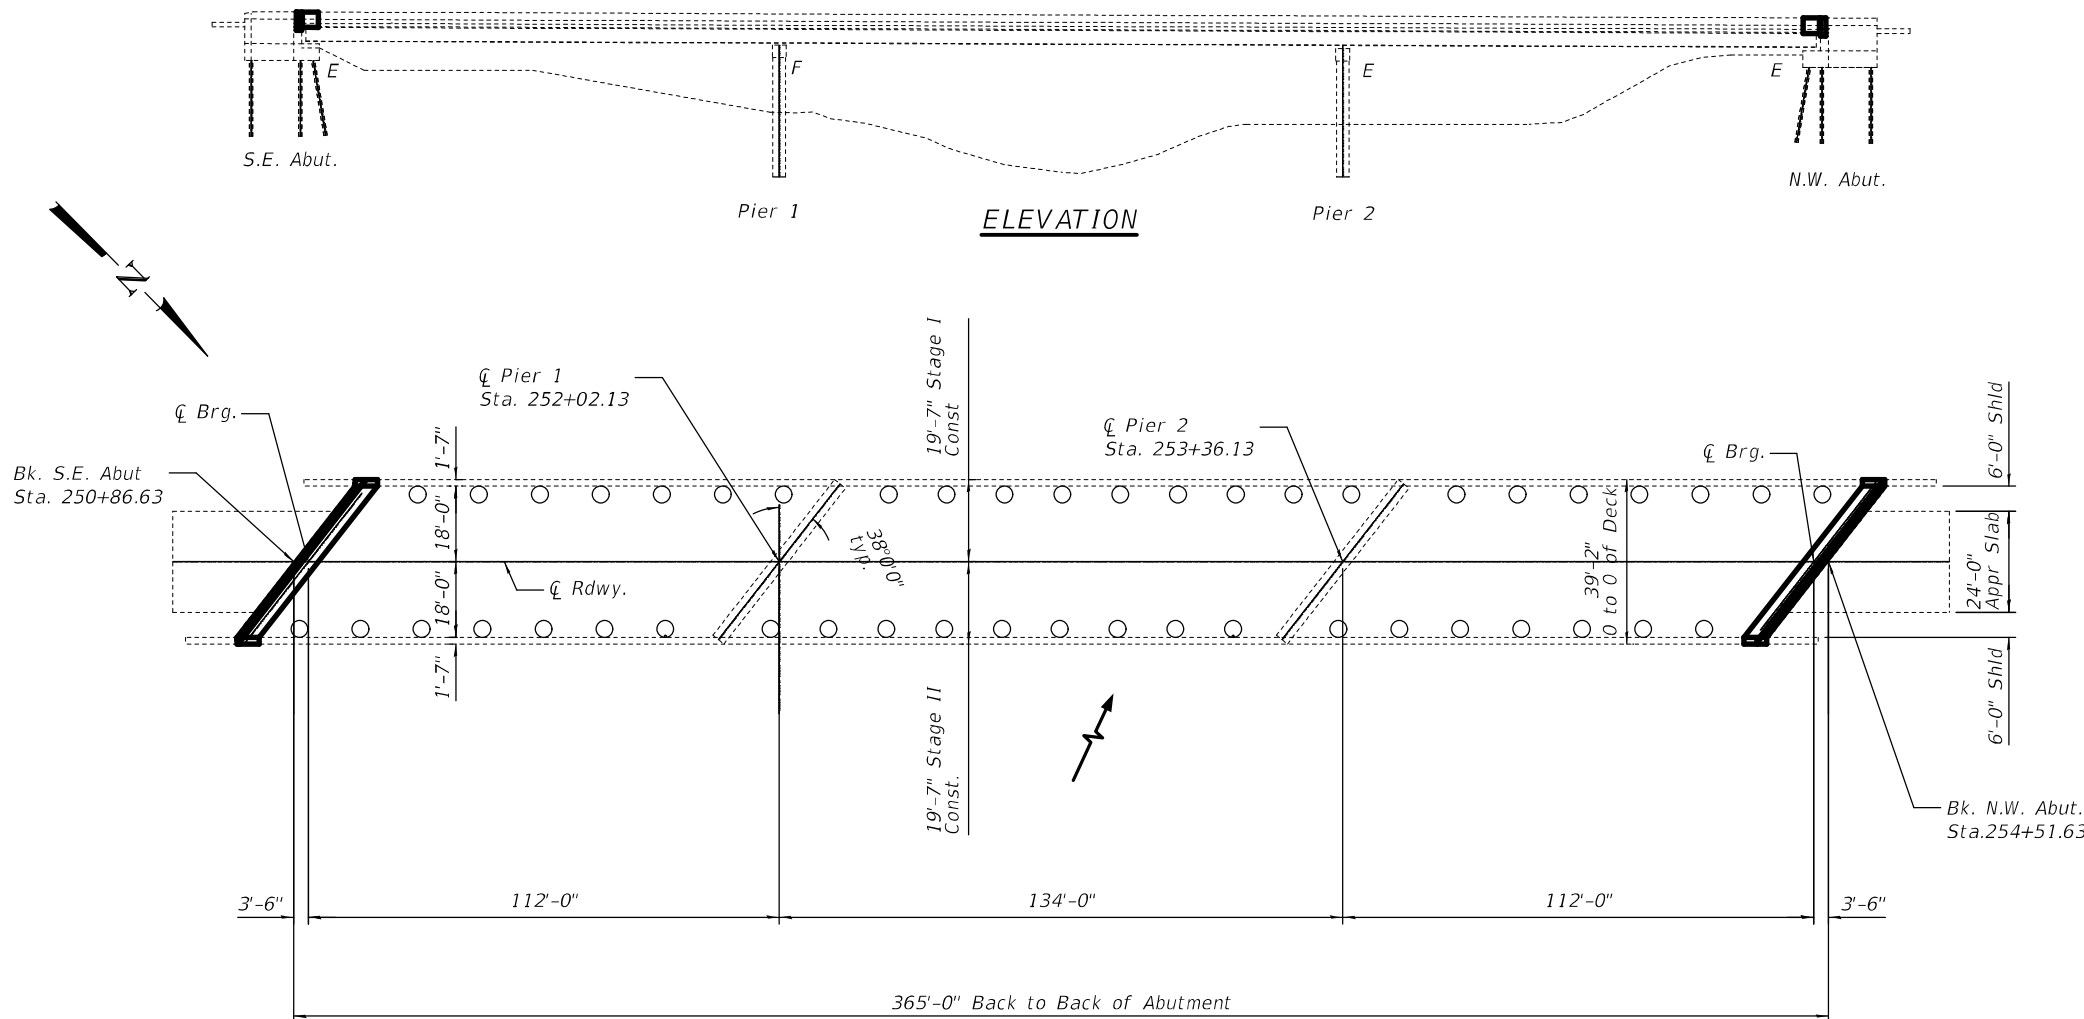 E
F
E
E
S.E. Abut.
N.W. Abut.
Pier 1
ELEVATION
Pier 2
N
℄ Pier 1
Sta. 252+02.13
℄ Brg.
Bk. S.E. Abut
Sta. 250+86.63
1'-7"
18'-0"
18'-0"
1'-7"
℄ Rdwy.
38°0'0"
typ.
19'-7" Stage I
Const
19'-7" Stage II
Const.
℄ Pier 2
Sta. 253+36.13
39'-2"
O to O of Deck
℄ Brg.
6'-0" Shld
24'-0"
Appr Slab
6'-0" Shld
Bk. N.W. Abut.
Sta.254+51.63
3'-6"
112'-0"
134'-0"
112'-0"
3'-6"
365'-0" Back to Back of Abutment